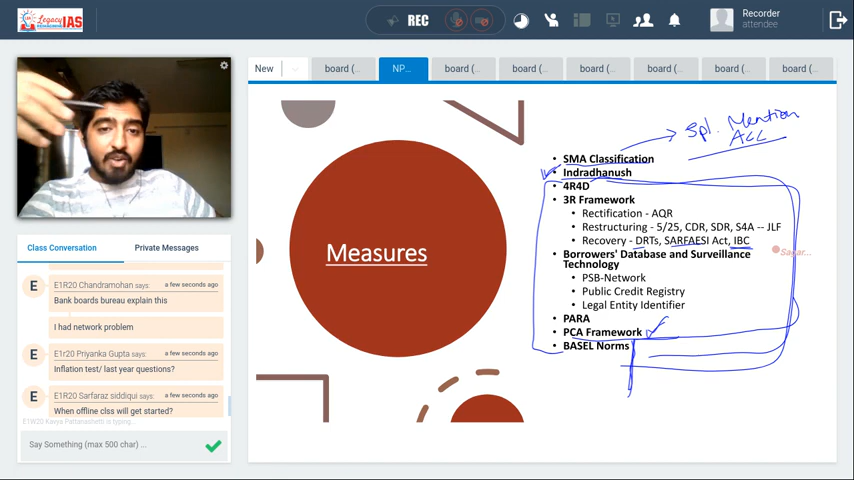 Legacy IAS
REC
Recorder
attendee
New
board (...
NP...
board (...
board (...
board (...
board (...
board (...
board (...
Class Conversation
Private Messages
E
E1R20 Chandramohan says:
a few seconds ago
Bank boards bureau explain this
I had network problem
E
E1r20 Priyanka Gupta says:
a few seconds ago
Inflation test/ last year questions?
E
E1R20 Sarfaraz siddiqui says:
a few seconds ago
When offline clss will get started?
E1W20 Kavya Pattanashetti is typing...
Say Something (max 500 char) ...
Measures
Spl. Mention
Acc
• SMA Classification
• Indradhanush
• 4R4D
• 3R Framework
• Rectification - AQR
• Restructuring - 5/25, CDR, SDR, S4A -- JLF
• Recovery - DRTs, SARFAESI Act, IBC
• Borrowers' Database and Surveillance
Technology
• PSB-Network
• Public Credit Registry
• Legal Entity Identifier
• PARA
• PCA Framework
• BASEL Norms
Sagar...